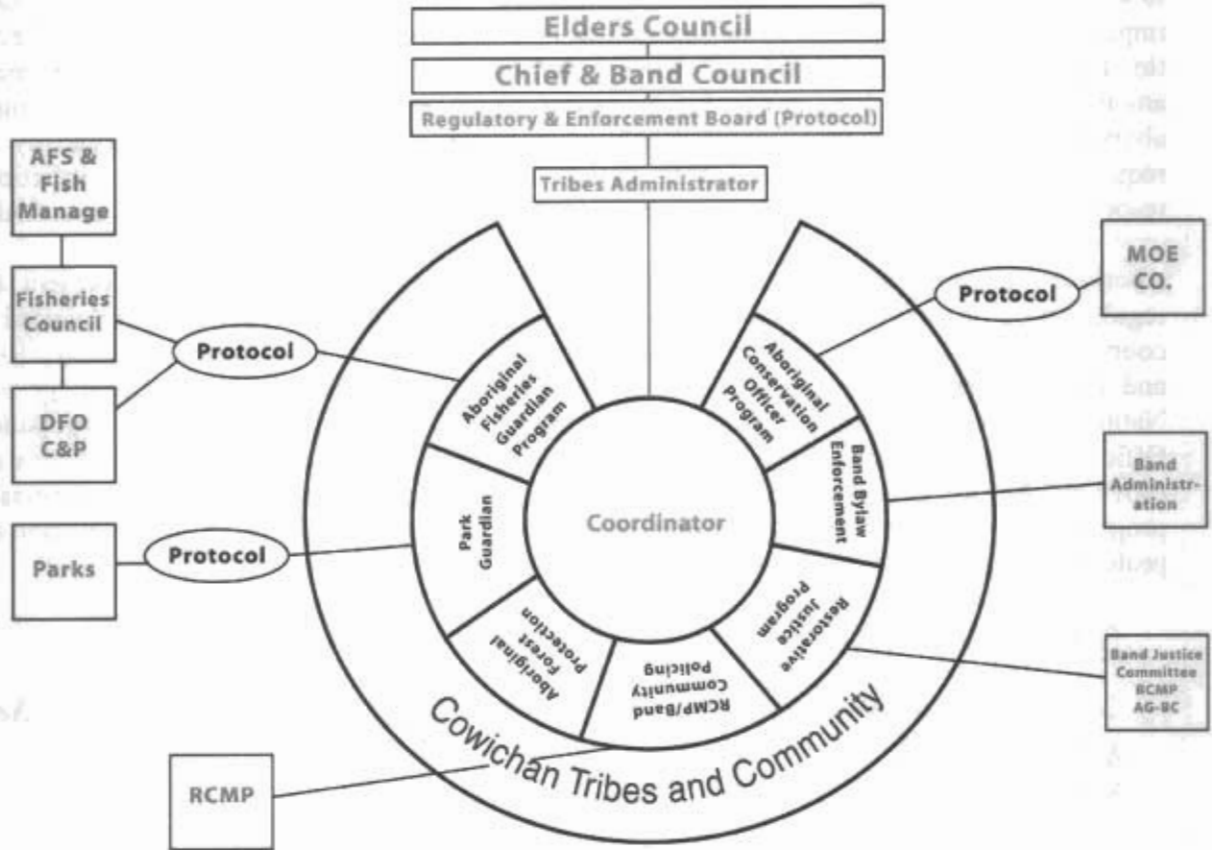 Elders Council
Chief & Band Council
Regulatory & Enforcement Board (Protocol)
Tribes Administrator
AFS &
Fish
Manage
Fisheries
Council
DFO
C&P
Protocol
Parks
Protocol
RCMP
Protocol
MOE
CO.
Band
Administr-
ation
Band Justice
Committee
RCMP
AG-BC
Aboriginal
Fisheries
Guardian
Program
Park
Guardian
Aboriginal
Forest
Protection
RCMP/Band
Community
Policing
Restorative
Justice
Program
Band Bylaw
Enforcement
Aboriginal
Conservation
Officer
Program
Coordinator
Cowichan Tribes and Community